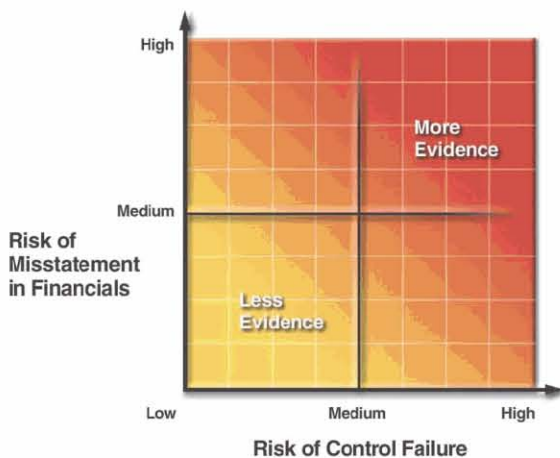 High
More
Evidence
Medium
Risk of
Misstatement
in Financials
Less
Evidence
Low
Medium
High
Risk of Control Failure